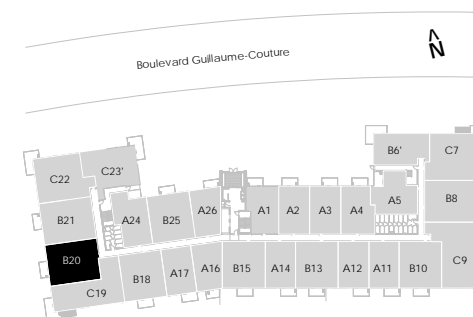 Boulevard Guillaume-Couture
N
B6' C7
C22 C23'
A5 B8
B21 A24 B25 A26 A1 A2 A3 A4
B20
C19 B18 A17 A16 B15 A14 B13 A12 A11 B10 C9